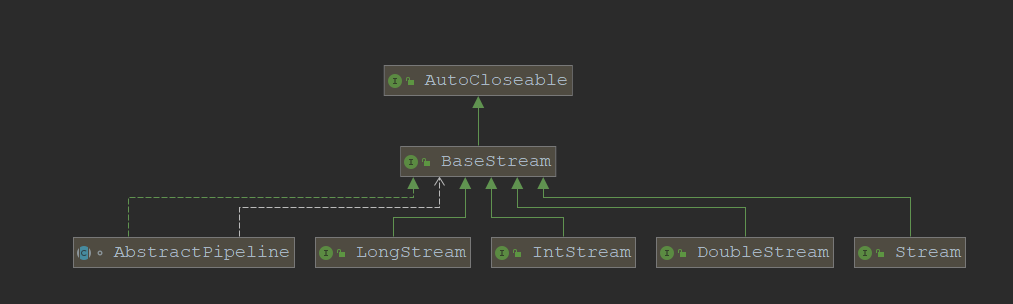 AutoCloseable
BaseStream
AbstractPipeline
LongStream
IntStream
DoubleStream
Stream